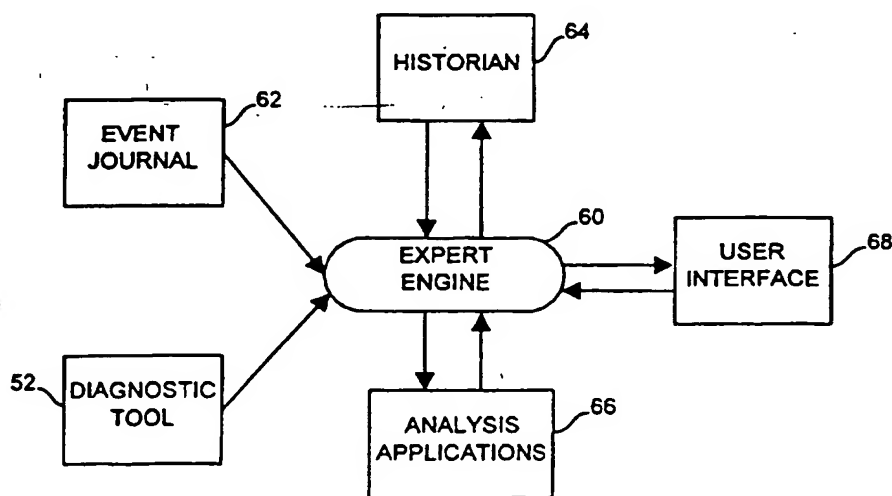 64
HISTORIAN
62
EVENT
JOURNAL
60
EXPERT
ENGINE
68
USER
INTERFACE
52
DIAGNOSTIC
TOOL
ANALYSIS
APPLICATIONS
66